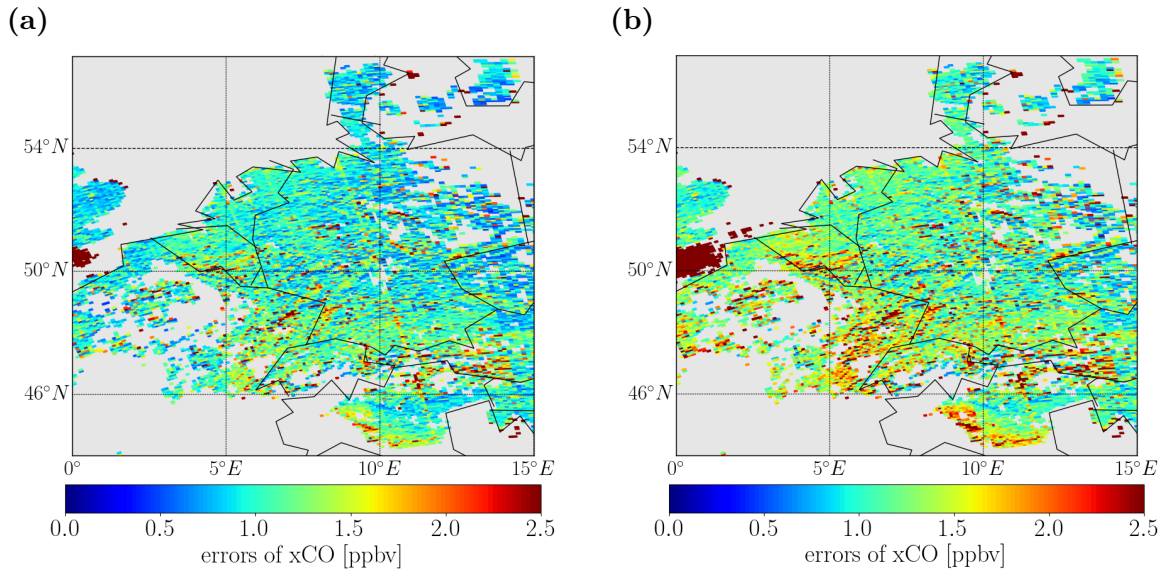 (a) (b)
54°N 54°N
50°N 50°N
46°N 46°N
0° 5°E 10°E 15°E 0° 5°E 10°E 15°E
0.0 0.5 1.0 1.5 2.0 2.5 0.0 0.5 1.0 1.5 2.0 2.5
errors of xCO [ppbv] errors of xCO [ppbv]